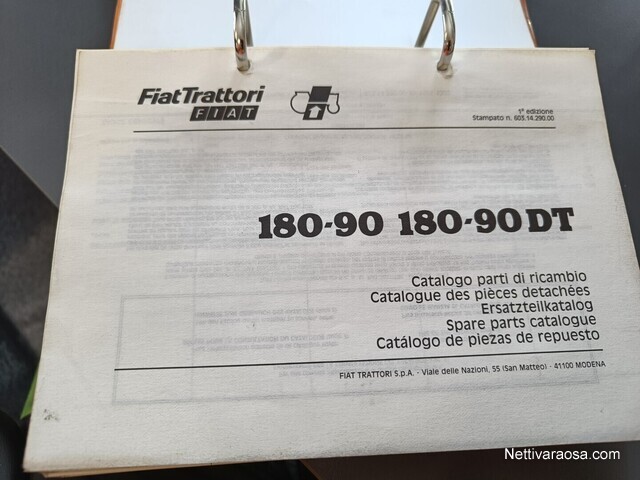 FiatTrattori
FIAT
1ª edizione
Stampato n. 603.14.290.00
180-90 180-90 DT
Catalogo parti di ricambio
Catalogue des pièces detachées
Ersatzteilkatalog
Spare parts catalogue
Catálogo de piezas de repuesto
FIAT TRATTORI S.p.A. - Viale delle Nazioni, 55 (San Matteo) - 41100 MODENA
Nettivaraosa.com